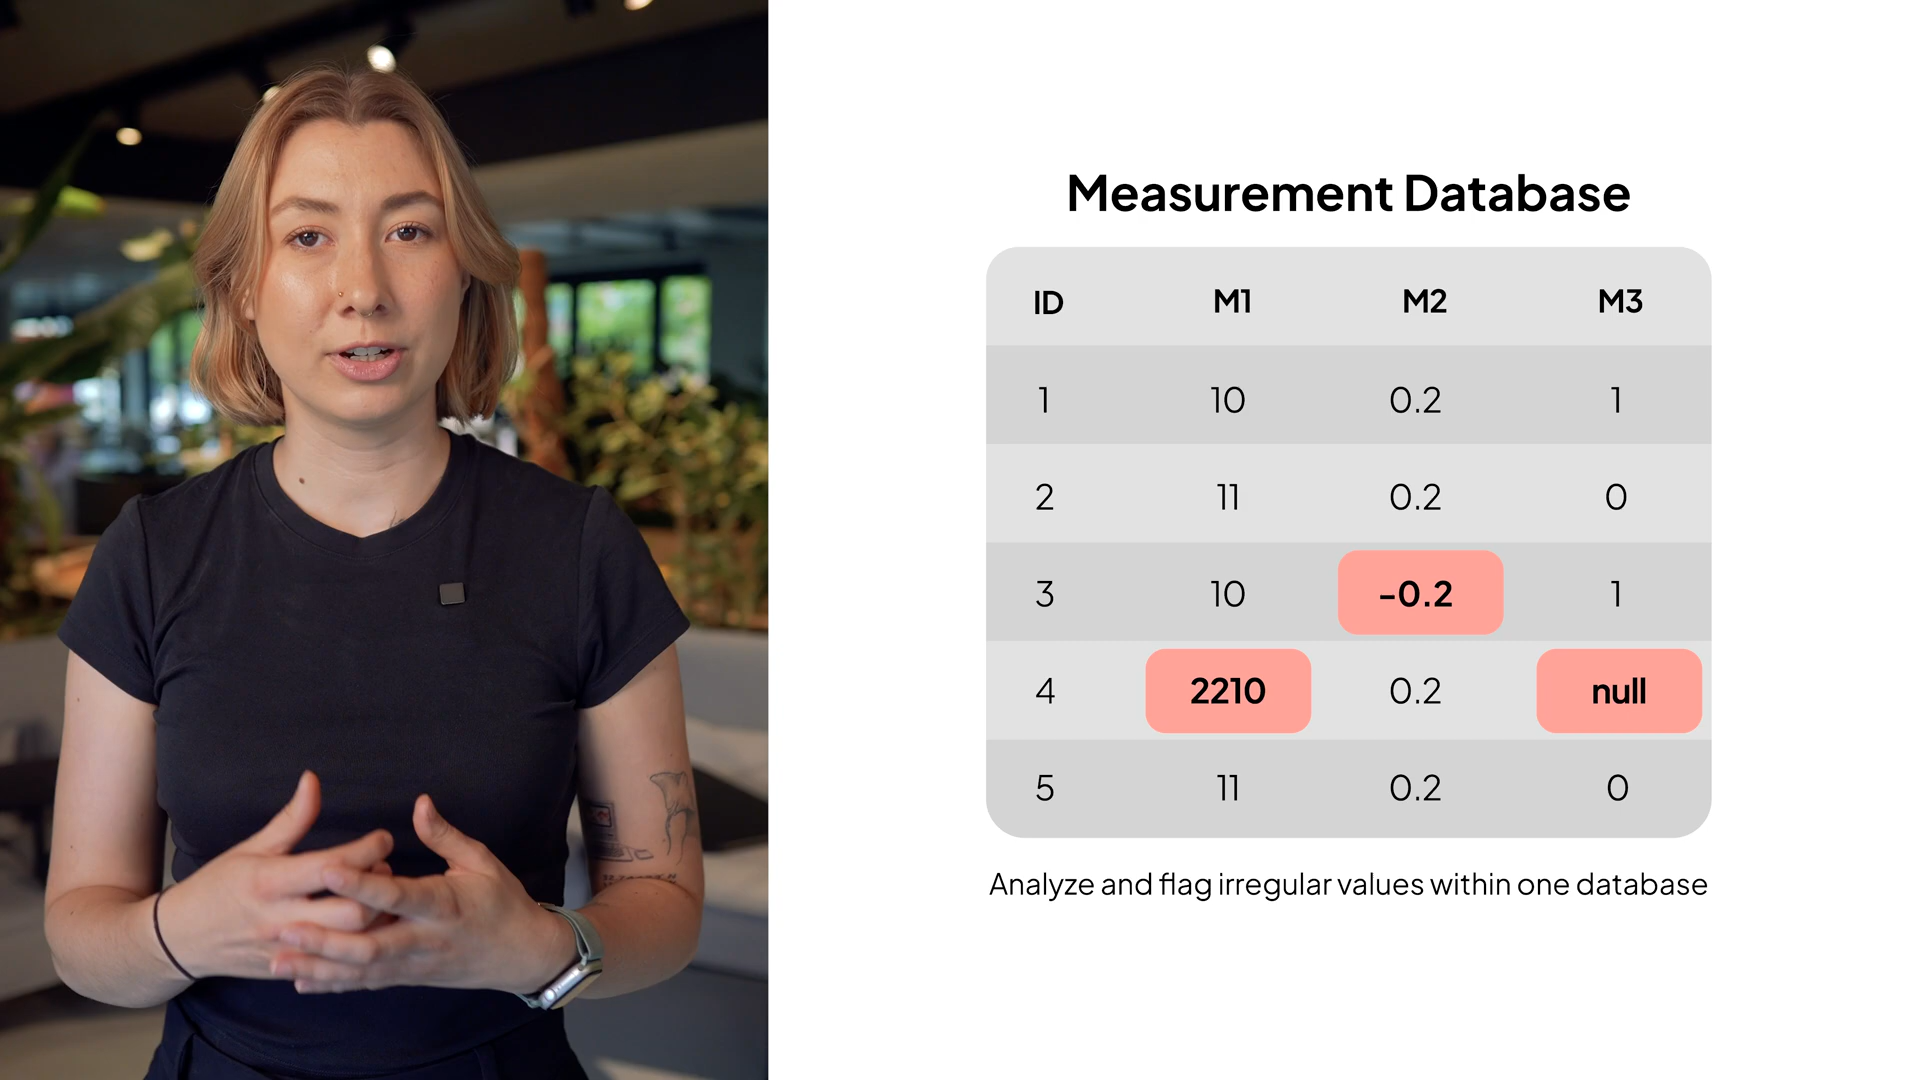 Measurement Database
ID M1 M2 M3
1 10 0.2 1
2 11 0.2 0
3 10 -0.2 1
4 2210 0.2 null
5 11 0.2 0
Analyze and flag irregular values within one database